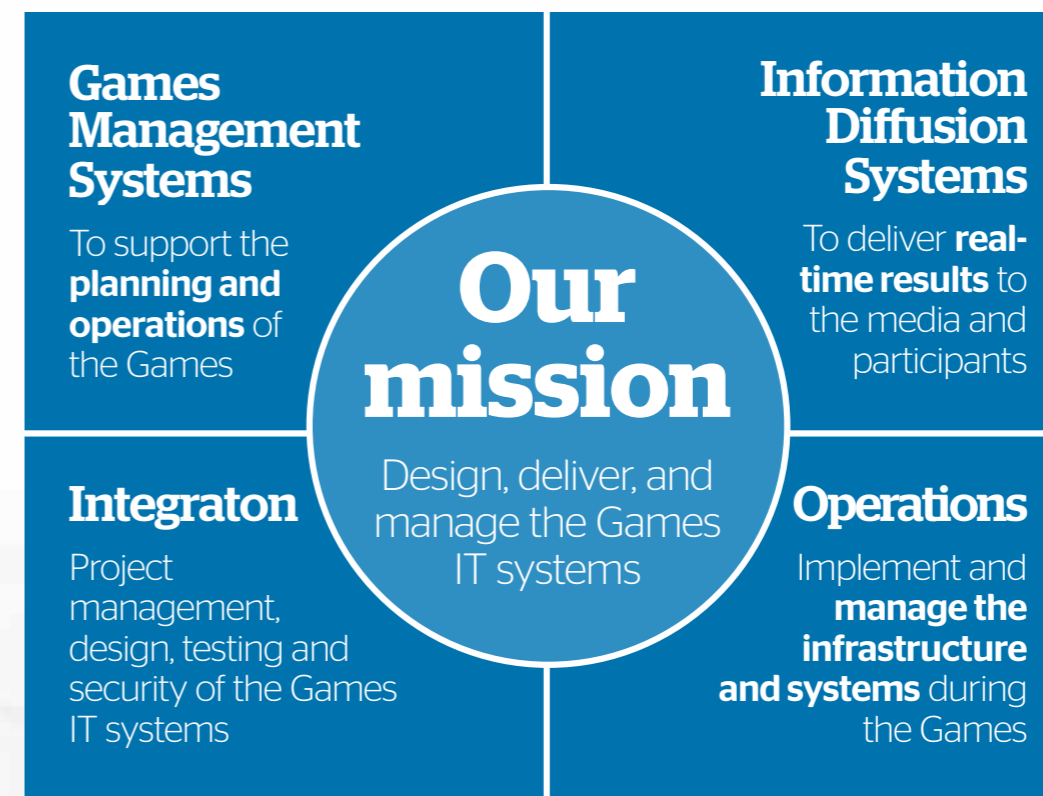 Games
Management
Systems
To support the
planning and
operations of
the Games
Information
Diffusion
Systems
To deliver real-
time results to
the media and
participants
Our
mission
Design, deliver, and
manage the Games
IT systems
Integraton
Project
management,
design, testing and
security of the Games
IT systems
Operations
Implement and
manage the
infrastructure
and systems during
the Games